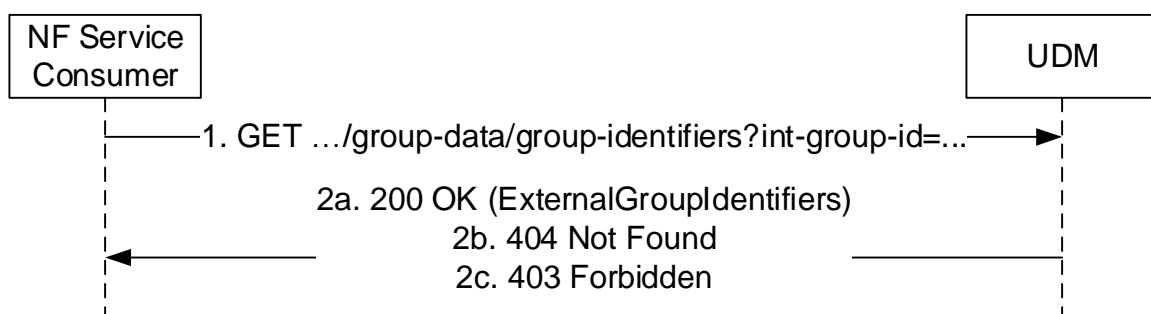 NF Service
Consumer
UDM
1. GET …/group-data/group-identifiers?int-group-id=...
2a. 200 OK (ExternalGroupIdentifiers)
2b. 404 Not Found
2c. 403 Forbidden